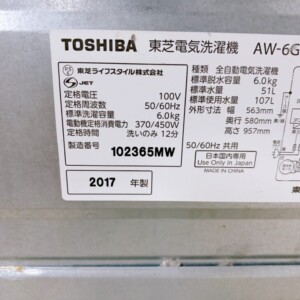 TOSHIBA 東芝電気洗濯機 AW-6G
東芝ライフスタイル株式会社
JET
定格電圧 100V
定格周波数 50/60Hz
標準洗濯容量 6.0kg
電動機定格消費電力 370/450W
定格時間 洗いのみ 12分
製造番号 102365MW
2017 年製
種類 全自動電気洗濯機
標準脱水容量 6.0kg
標準水量 51L
標準使用水量 107L
外形寸法 幅 563mm
奥行 580mm
高さ 957mm
50/60Hz 共用
日本国内専用
Use Only in Japan
MADE IN CHINA